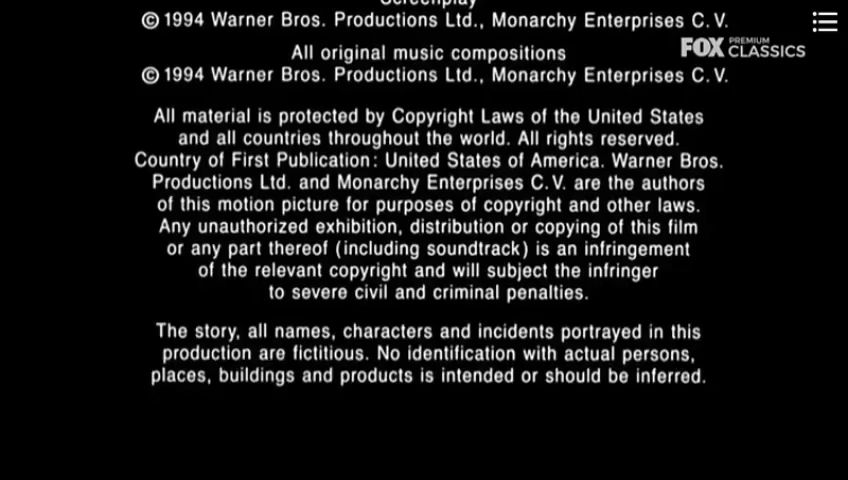 Screenplay
© 1994 Warner Bros. Productions Ltd., Monarchy Enterprises C. V.
All original music compositions
© 1994 Warner Bros. Productions Ltd., Monarchy Enterprises C. V.
FOX PREMIUM CLASSICS
All material is protected by Copyright Laws of the United States
and all countries throughout the world. All rights reserved.
Country of First Publication: United States of America. Warner Bros.
Productions Ltd. and Monarchy Enterprises C. V. are the authors
of this motion picture for purposes of copyright and other laws.
Any unauthorized exhibition, distribution or copying of this film
or any part thereof (including soundtrack) is an infringement
of the relevant copyright and will subject the infringer
to severe civil and criminal penalties.
The story, all names, characters and incidents portrayed in this
production are fictitious. No identification with actual persons,
places, buildings and products is intended or should be inferred.